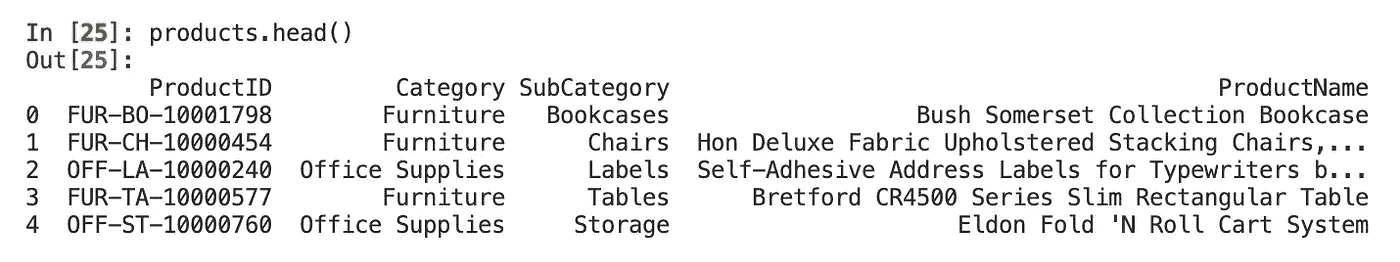 In [25]: products.head()
Out[25]:
ProductID Category SubCategory ProductName
0 FUR-BO-10001798 Furniture Bookcases Bush Somerset Collection Bookcase
1 FUR-CH-10000454 Furniture Chairs Hon Deluxe Fabric Upholstered Stacking Chairs,...
2 OFF-LA-10000240 Office Supplies Labels Self-Adhesive Address Labels for Typewriters b...
3 FUR-TA-10000577 Furniture Tables Bretford CR4500 Series Slim Rectangular Table
4 OFF-ST-10000760 Office Supplies Storage Eldon Fold 'N Roll Cart System